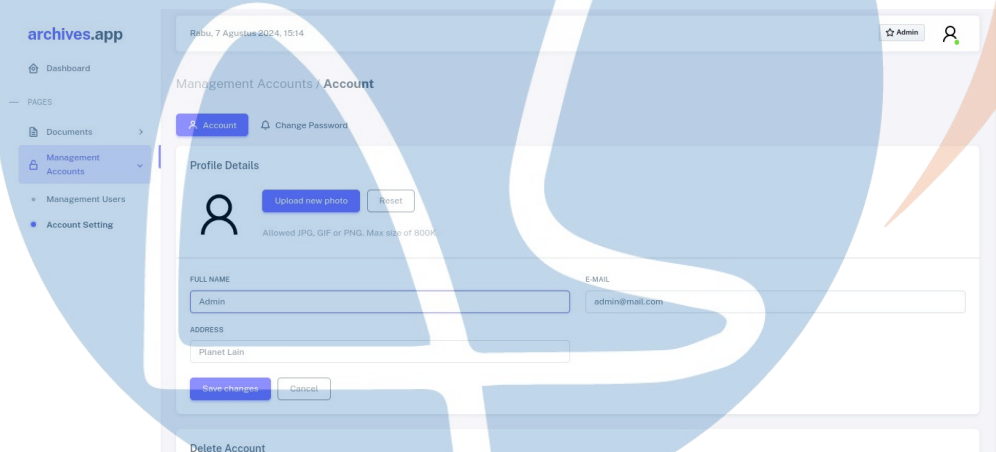 archives.app
Rabu, 7 Agustus 2024, 15:14
Admin
Dashboard
PAGES
Documents
Management
Accounts
Management Users
Account Setting
Management Accounts / Account
Account
Change Password
Profile Details
Upload new photo
Reset
Allowed JPG, GIF or PNG. Max size of 800K
FULL NAME
E-MAIL
Admin
admin@mail.com
ADDRESS
Planet Lain
Save changes
Cancel
Delete Account